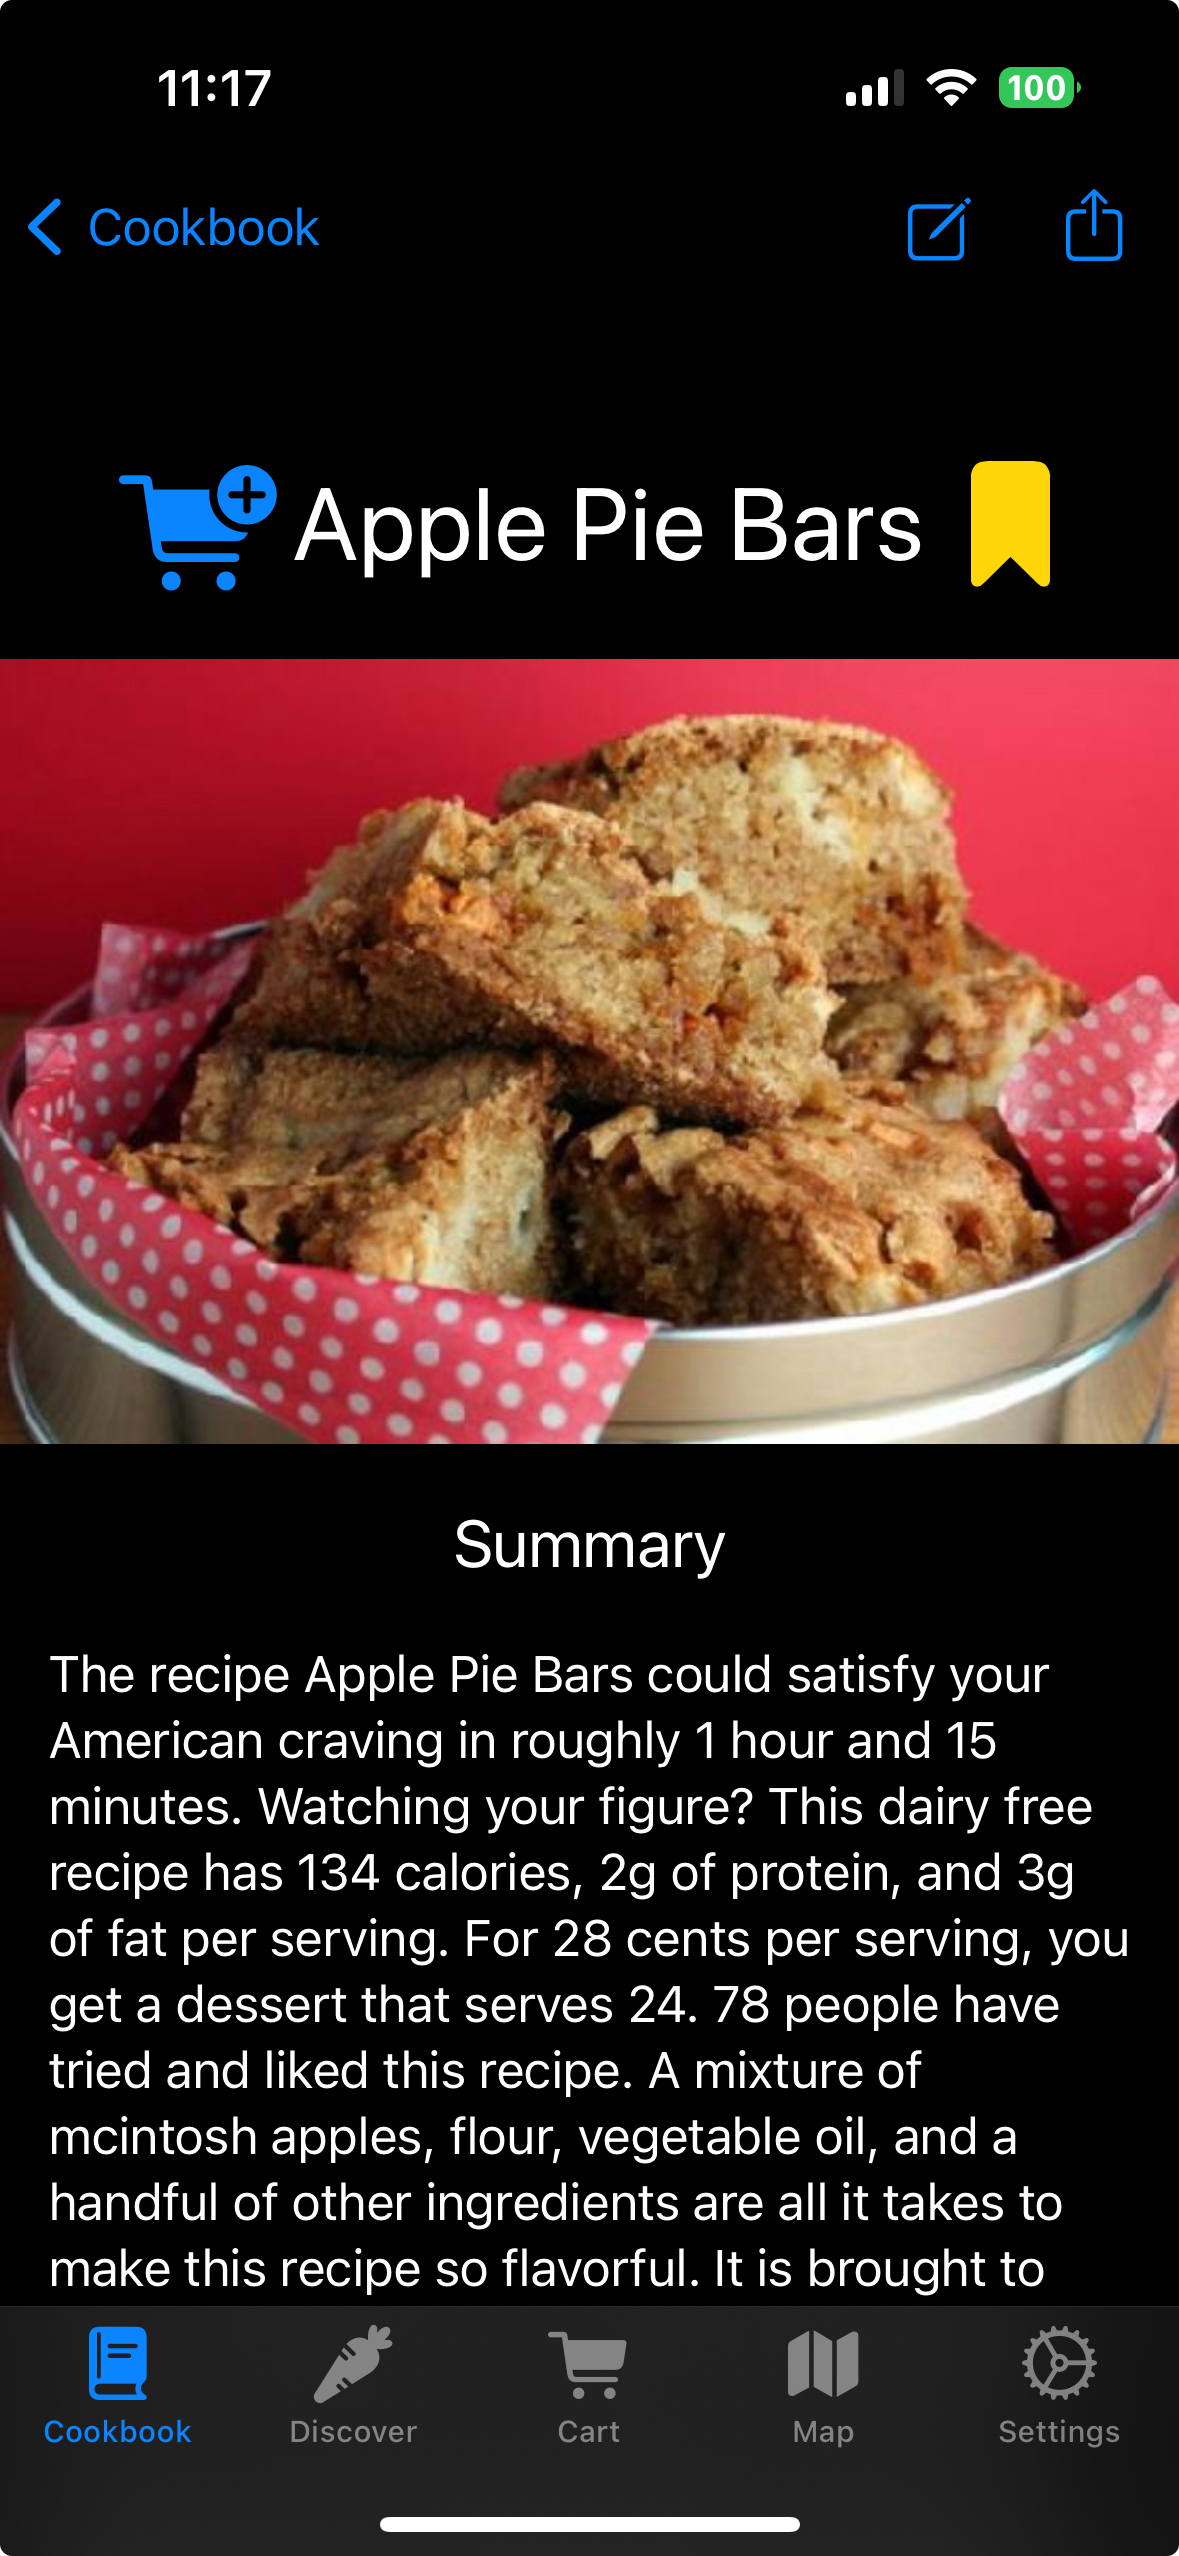 11:17
100
Cookbook
Apple Pie Bars
Summary
The recipe Apple Pie Bars could satisfy your
American craving in roughly 1 hour and 15
minutes. Watching your figure? This dairy free
recipe has 134 calories, 2g of protein, and 3g
of fat per serving. For 28 cents per serving, you
get a dessert that serves 24. 78 people have
tried and liked this recipe. A mixture of
mcintosh apples, flour, vegetable oil, and a
handful of other ingredients are all it takes to
make this recipe so flavorful. It is brought to
Cookbook
Discover
Cart
Map
Settings